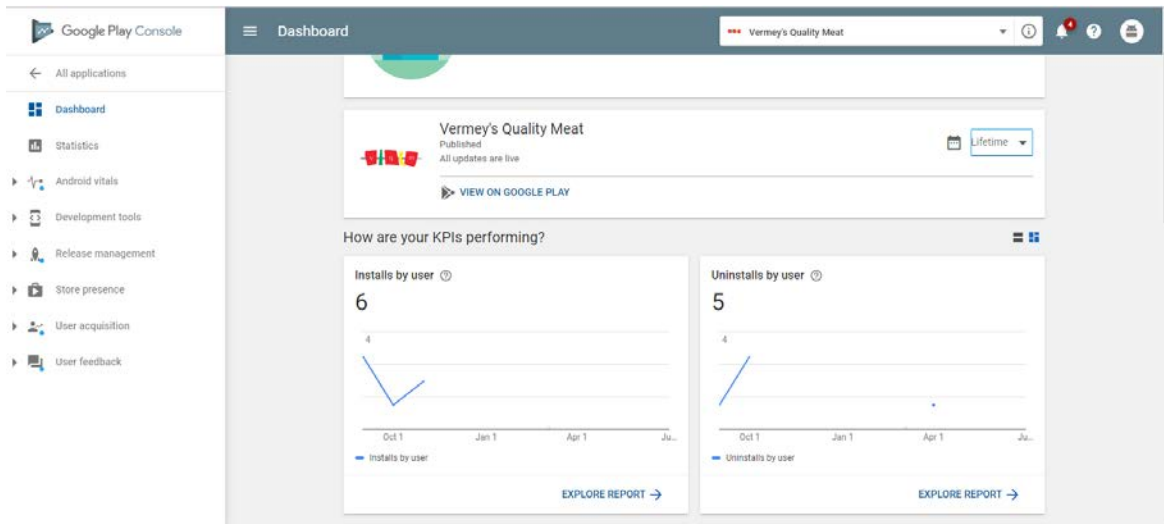 Google Play Console
Dashboard
Vermey's Quality Meat
4
All applications
Dashboard
Statistics
Android vitals
Development tools
Release management
Store presence
User acquisition
User feedback
Vermey's Quality Meat
Published
All updates are live
Lifetime
VIEW ON GOOGLE PLAY
How are your KPIs performing?
Installs by user
6
4
Oct 1 Jan 1 Apr 1 Ju...
Installs by user
EXPLORE REPORT
Uninstalls by user
5
4
Oct 1 Jan 1 Apr 1 Ju...
Uninstalls by user
EXPLORE REPORT